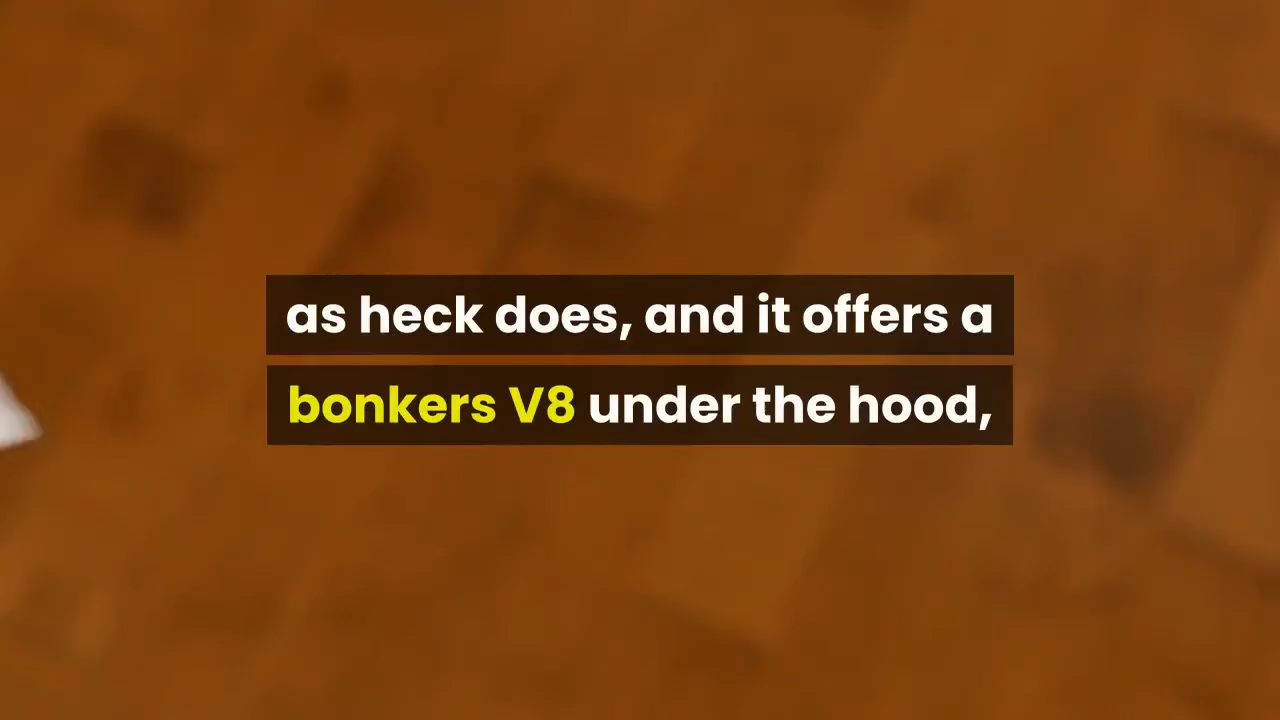 as heck does, and it offers a
bonkers V8 under the hood,